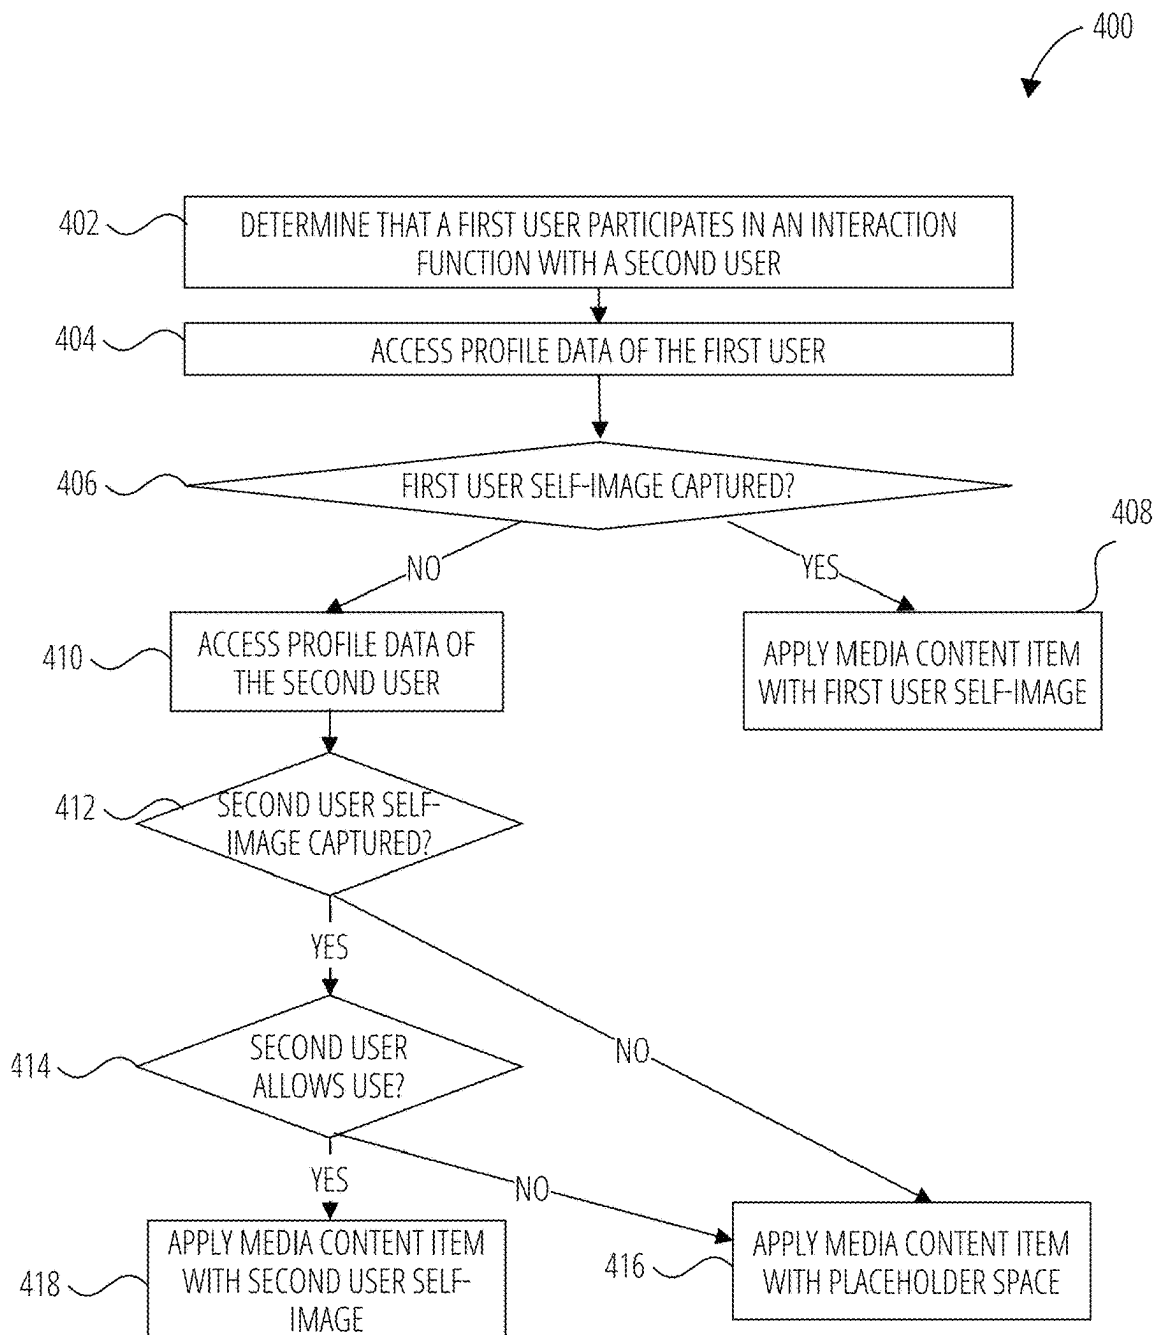 400
402
DETERMINE THAT A FIRST USER PARTICIPATES IN AN INTERACTION
FUNCTION WITH A SECOND USER
404
ACCESS PROFILE DATA OF THE FIRST USER
406
FIRST USER SELF-IMAGE CAPTURED?
408
NO
YES
410
ACCESS PROFILE DATA OF
THE SECOND USER
APPLY MEDIA CONTENT ITEM
WITH FIRST USER SELF-IMAGE
412
SECOND USER SELF-
IMAGE CAPTURED?
YES
NO
414
SECOND USER
ALLOWS USE?
YES
NO
418
APPLY MEDIA CONTENT ITEM
WITH SECOND USER SELF-
IMAGE
416
APPLY MEDIA CONTENT ITEM
WITH PLACEHOLDER SPACE